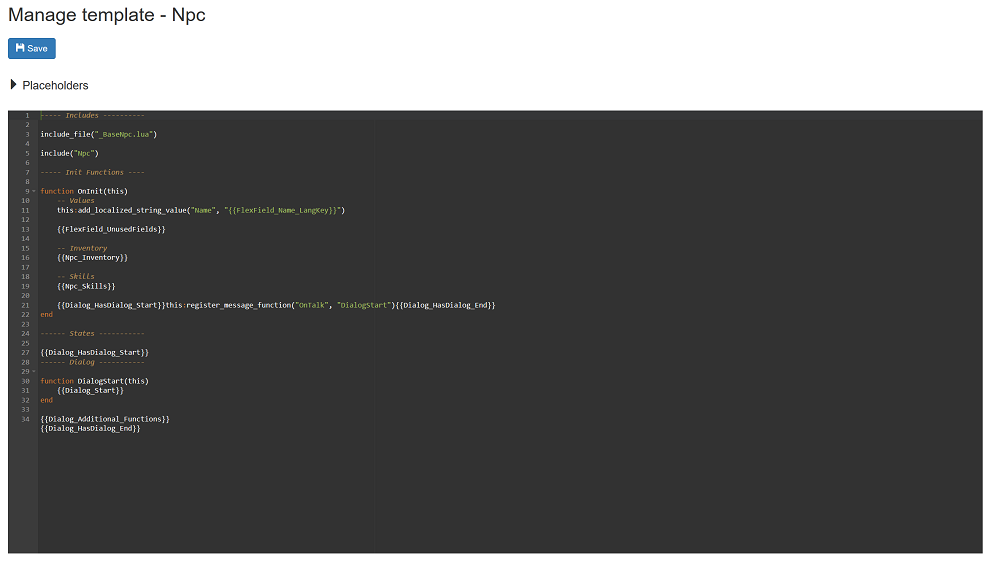 Manage template - Npc
Save
Placeholders
1 ----- Includes ----------
2
3 include_file("_BaseNpc.lua")
4
5 include("Npc")
6
7 ----- Init Functions ----
8
9 function OnInit(this)
10 -- Values
11 this:add_localized_string_value("Name", "{{FlexField_Name_LangKey}}")
12
13 {{FlexField_UnusedFields}}
14
15 -- Inventory
16 {{Npc_Inventory}}
17
18 -- Skills
19 {{Npc_Skills}}
20
21 {{Dialog_HasDialog_Start}}this:register_message_function("OnTalk", "DialogStart"){{Dialog_HasDialog_End}}
22 end
23
24 ------ States -----------
25
27 {{Dialog_HasDialog_Start}}
28 ------ Dialog -----------
29
30 function DialogStart(this)
31 {{Dialog_Start}}
32 end
33
34 {{Dialog_Additional_Functions}}
{{Dialog_HasDialog_End}}